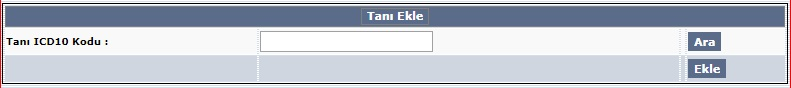 Tanı Ekle
Tanı ICD10 Kodu : Ara
Ekle